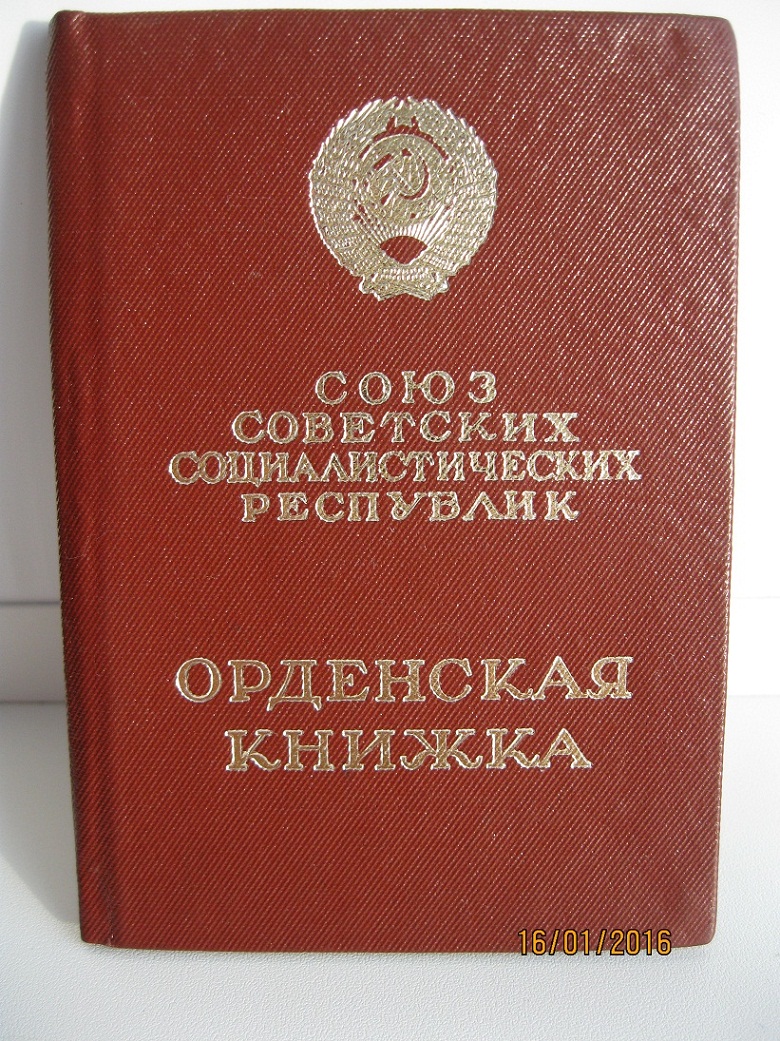 СОЮЗ
СОВЕТСКИХ
СОЦИАЛИСТИЧЕСКИХ
РЕСПУБЛИК
ОРДЕНСКАЯ
КНИЖКА
16/01/2016